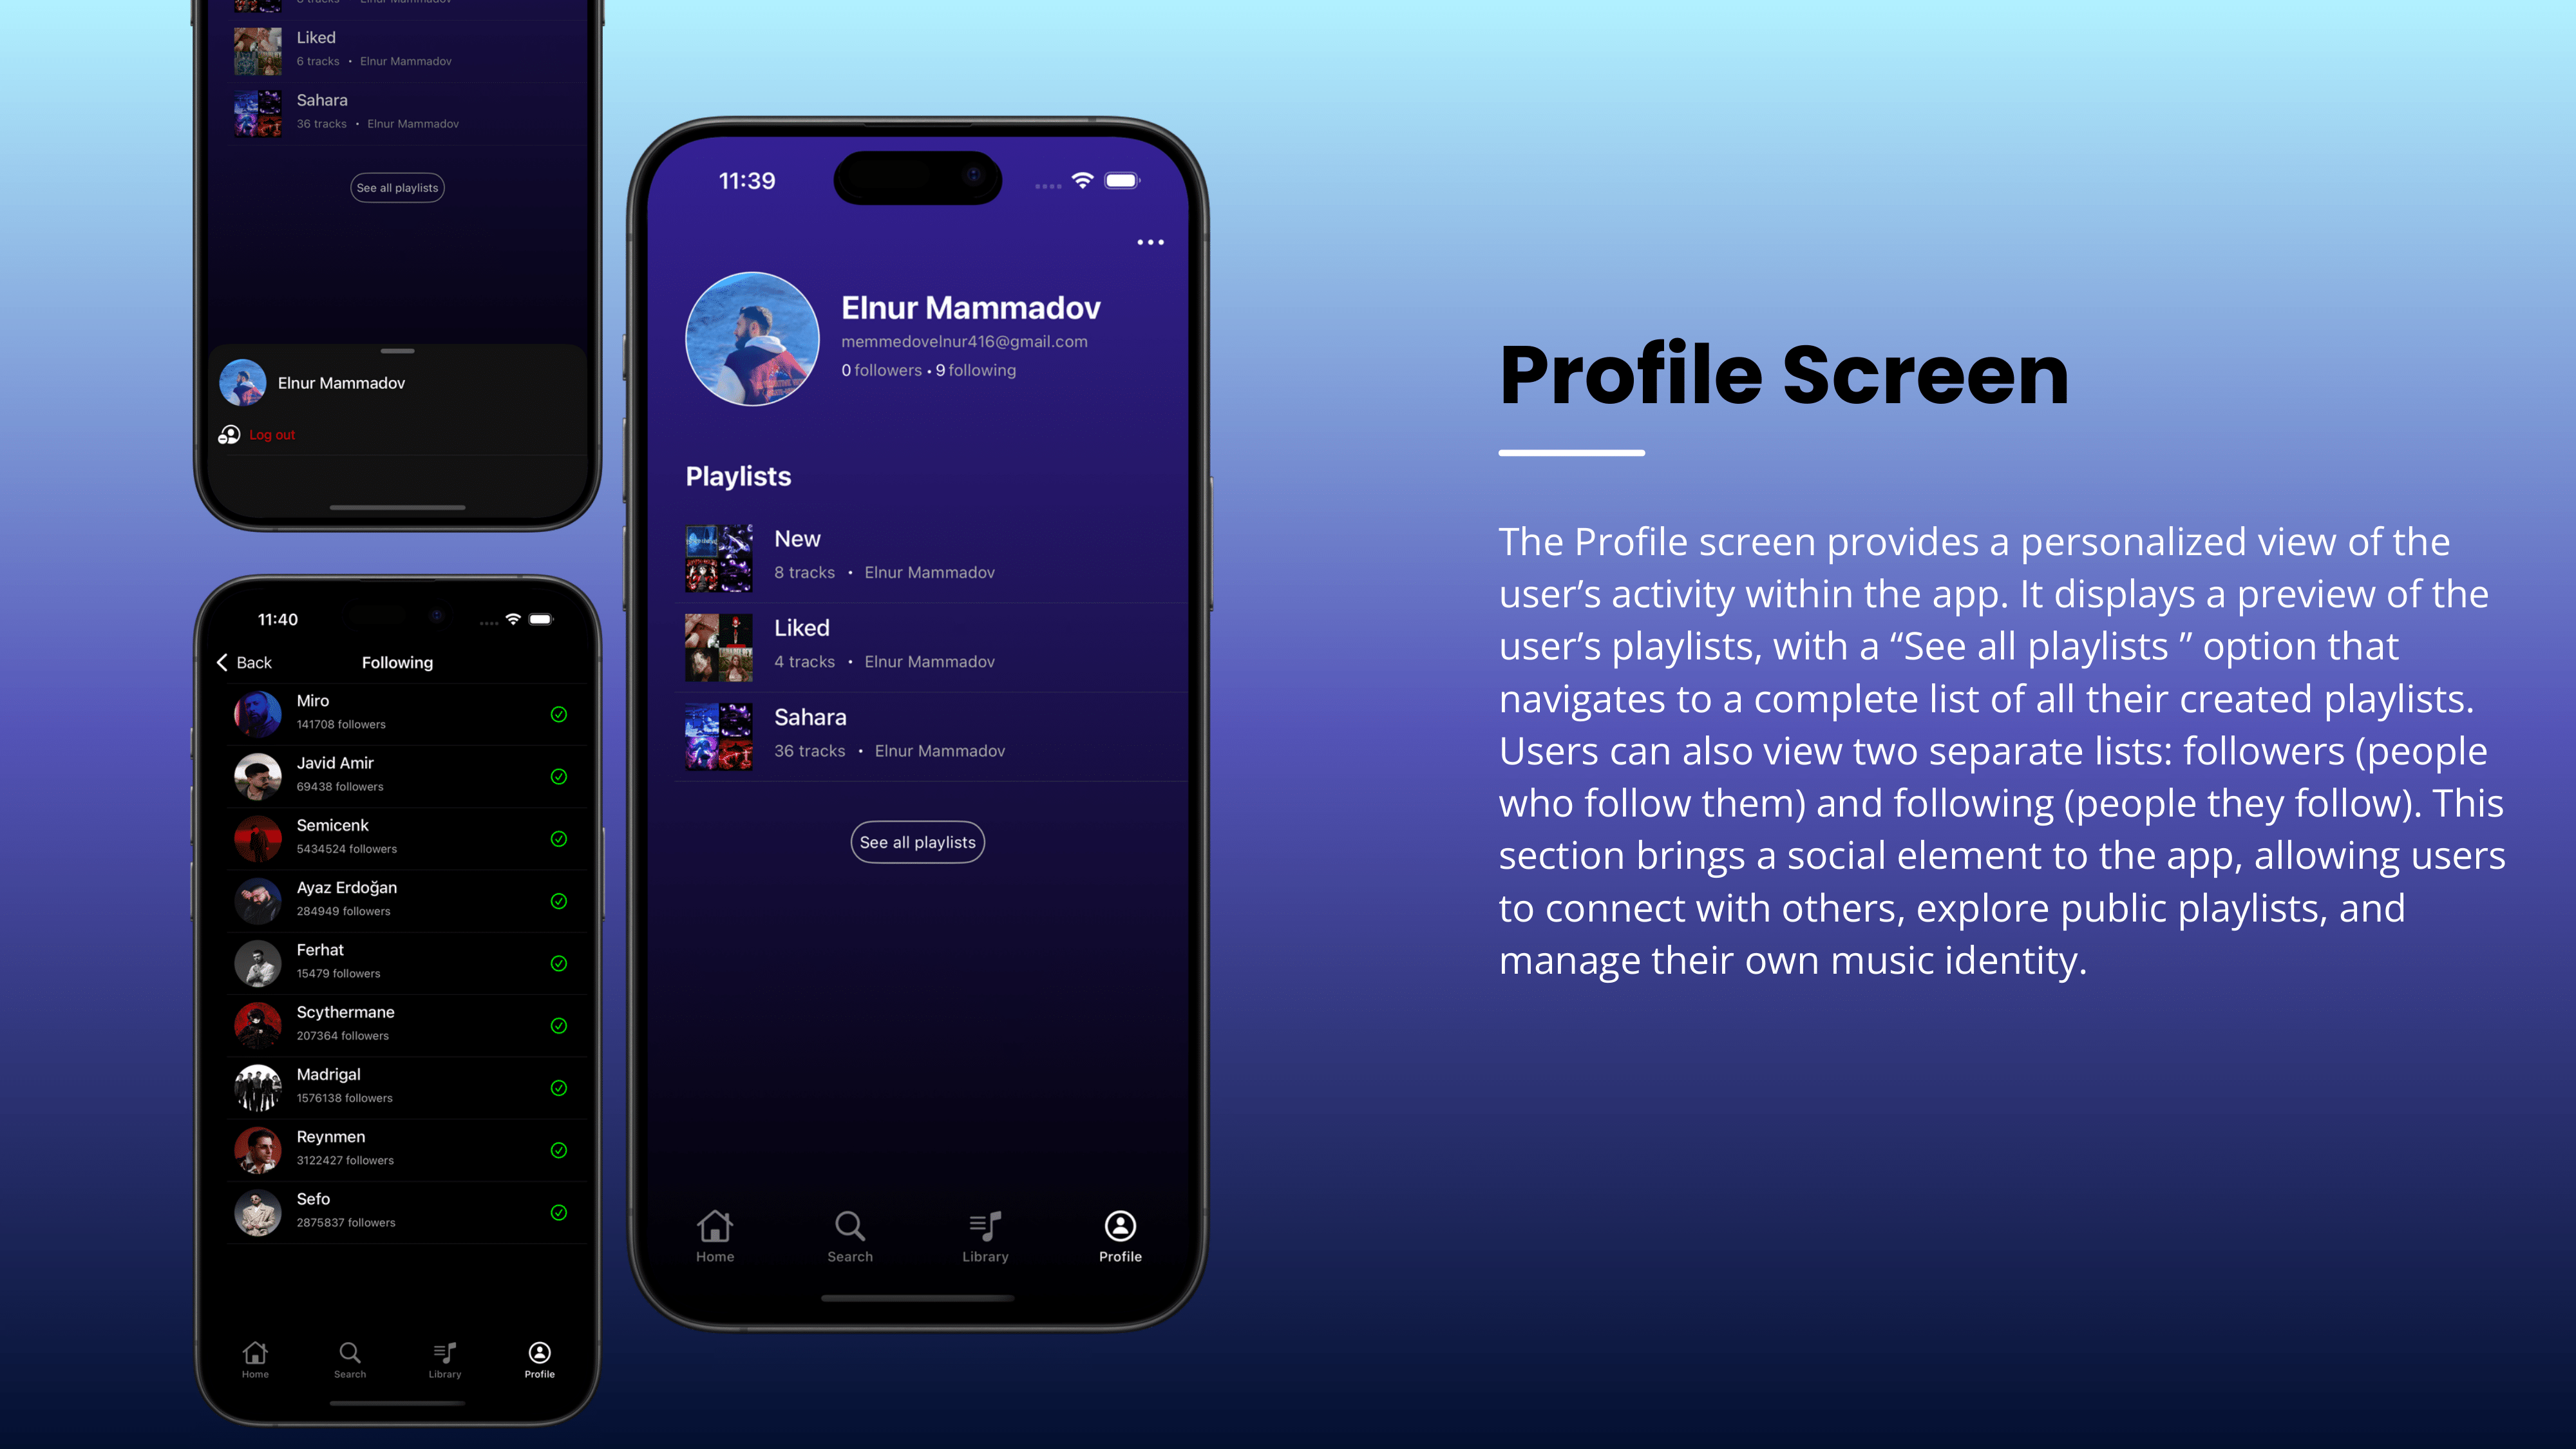 Liked
6 tracks • Elnur Mammadov
Sahara
36 tracks • Elnur Mammadov
See all playlists
Elnur Mammadov
Log out
11:40
Back
Following
Miro
141708 followers
Javid Amir
69438 followers
Semicenk
5434524 followers
Ayaz Erdoğan
284949 followers
Ferhat
15479 followers
Scythermane
207364 followers
Madrigal
1576138 followers
Reynmen
3122427 followers
Sefo
2875837 followers
Home
Search
Library
Profile
11:39
Elnur Mammadov
memmedovelnur416@gmail.com
0 followers • 9 following
Playlists
New
8 tracks • Elnur Mammadov
Liked
4 tracks • Elnur Mammadov
Sahara
36 tracks • Elnur Mammadov
See all playlists
Home
Search
Library
Profile
Profile Screen
The Profile screen provides a personalized view of the
user’s activity within the app. It displays a preview of the
user’s playlists, with a “See all playlists ” option that
navigates to a complete list of all their created playlists.
Users can also view two separate lists: followers (people
who follow them) and following (people they follow). This
section brings a social element to the app, allowing users
to connect with others, explore public playlists, and
manage their own music identity.